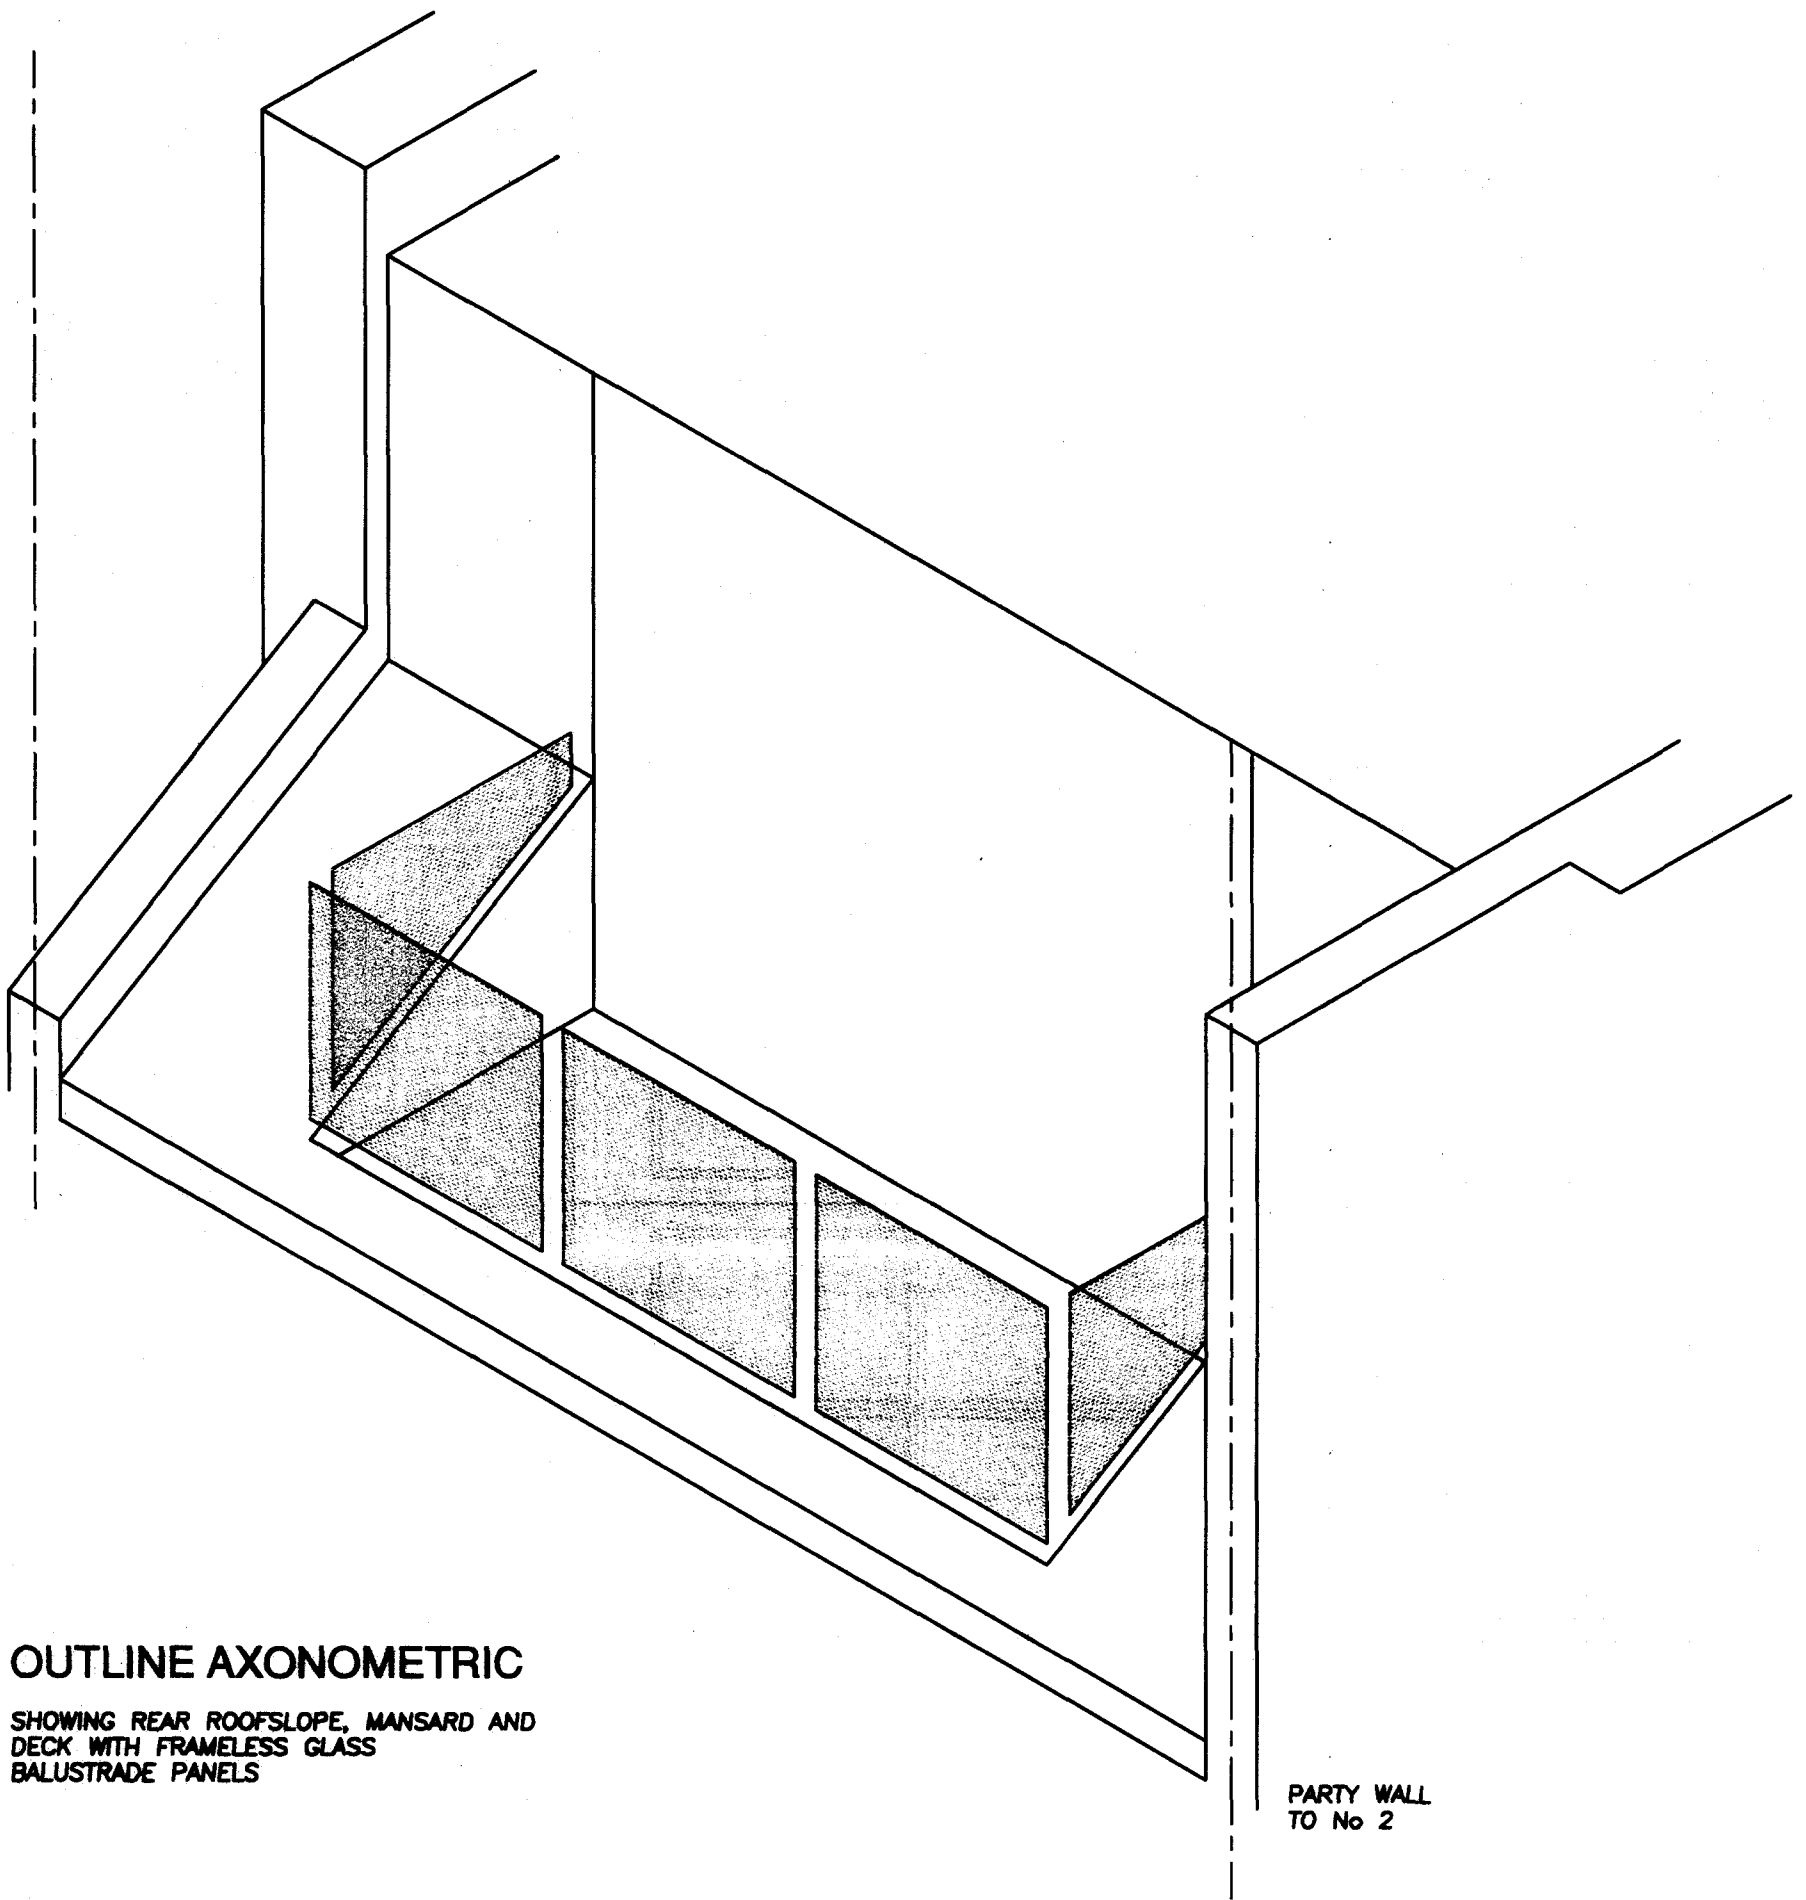 OUTLINE AXONOMETRIC
SHOWING REAR ROOFSLOPE, MANSARD AND
DECK WITH FRAMELESS GLASS
BALUSTRADE PANELS
PARTY WALL
TO No 2